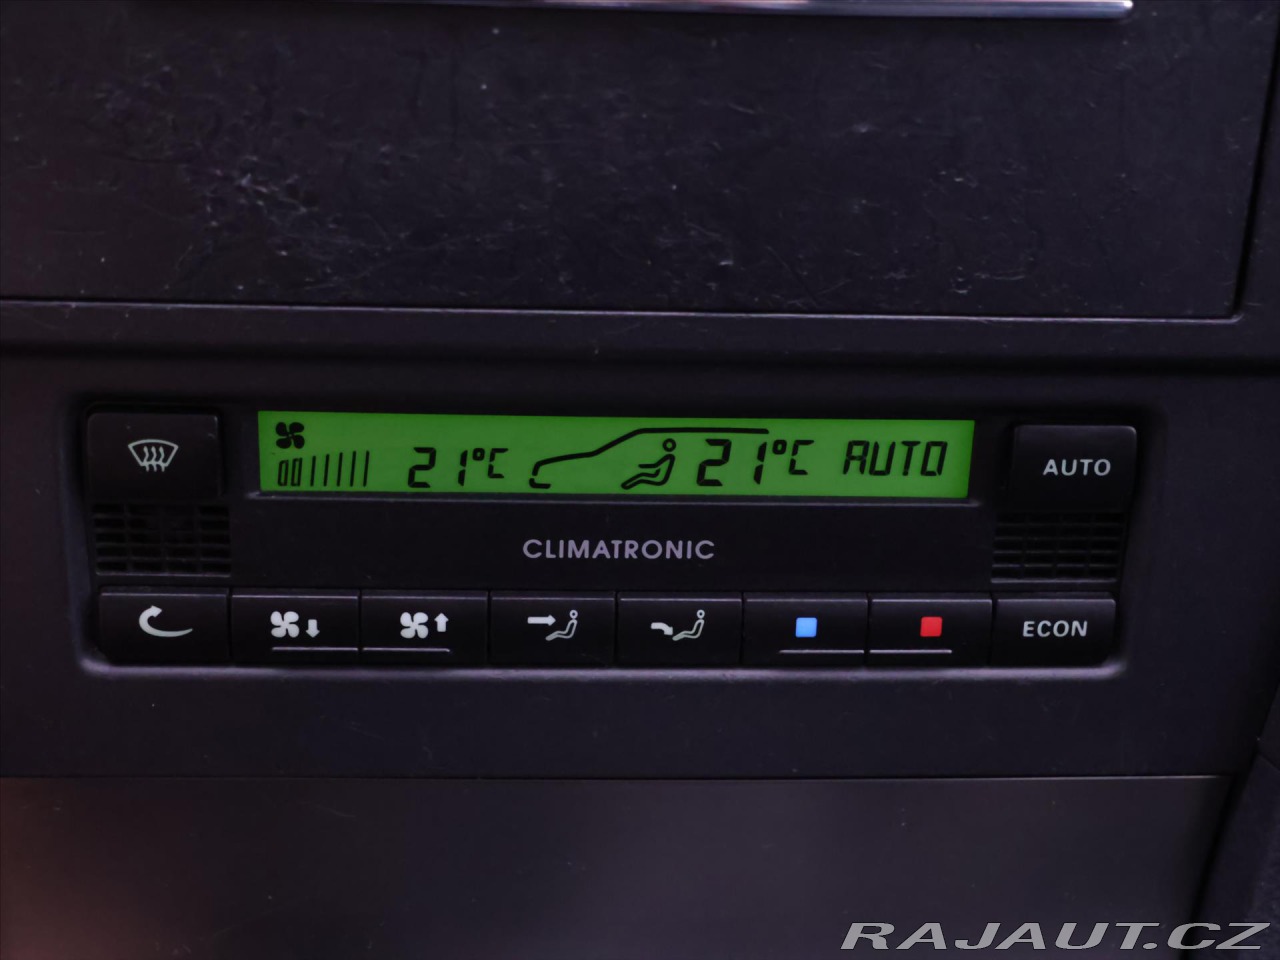 21°C 21°C AUTO
AUTO
CLIMATRONIC
ECON
RAJAUT.CZ